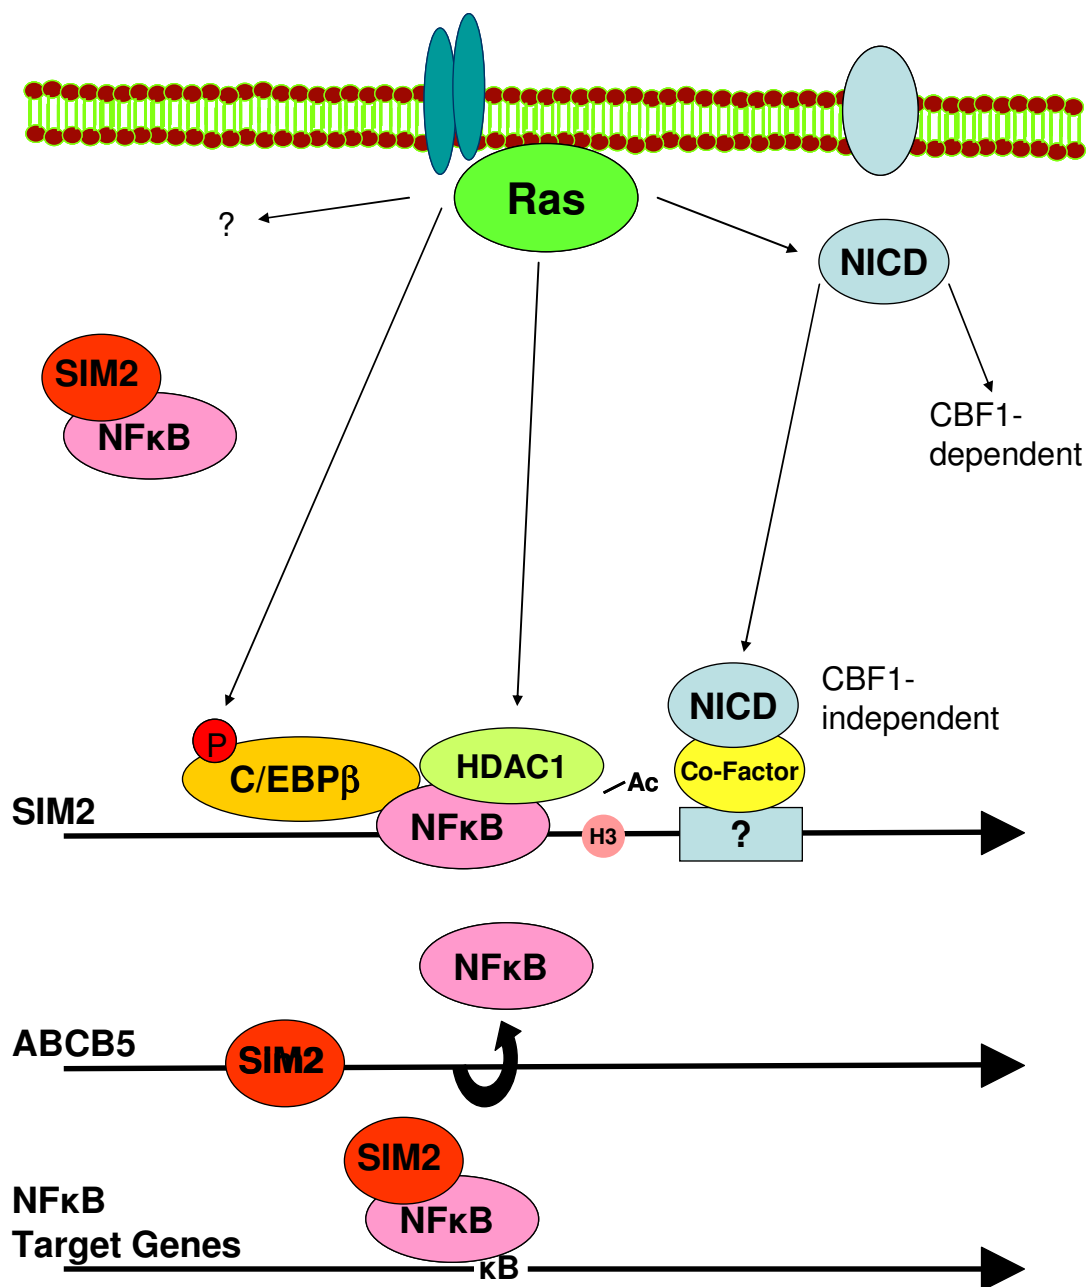 Ras
?
NICD
SIM2
NFκB
CBF1-
dependent
NICD
CBF1-
independent
P
C/EBPβ
HDAC1
Ac
Co-Factor
SIM2
NFκB
H3
?
NFκB
ABCB5
SIM2
SIM2
NFκB
NFκB
Target Genes
κB